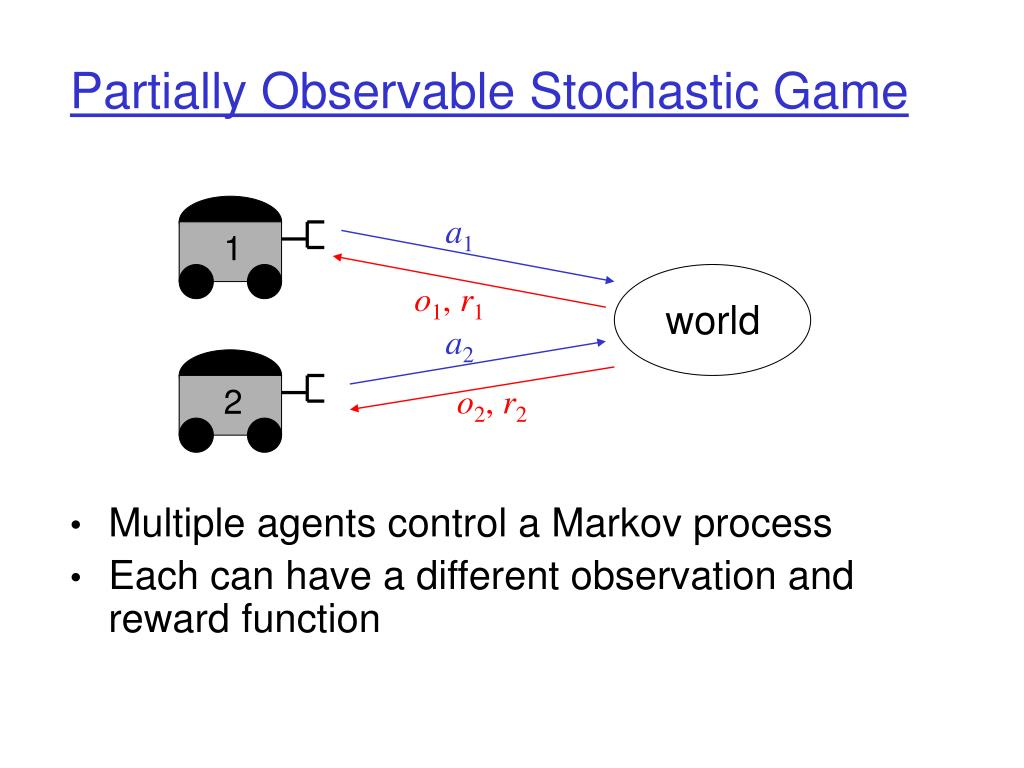 Partially Observable Stochastic Game
1
a₁
o₁, r₁
world
a₂
2
o₂, r₂
• Multiple agents control a Markov process
• Each can have a different observation and
reward function